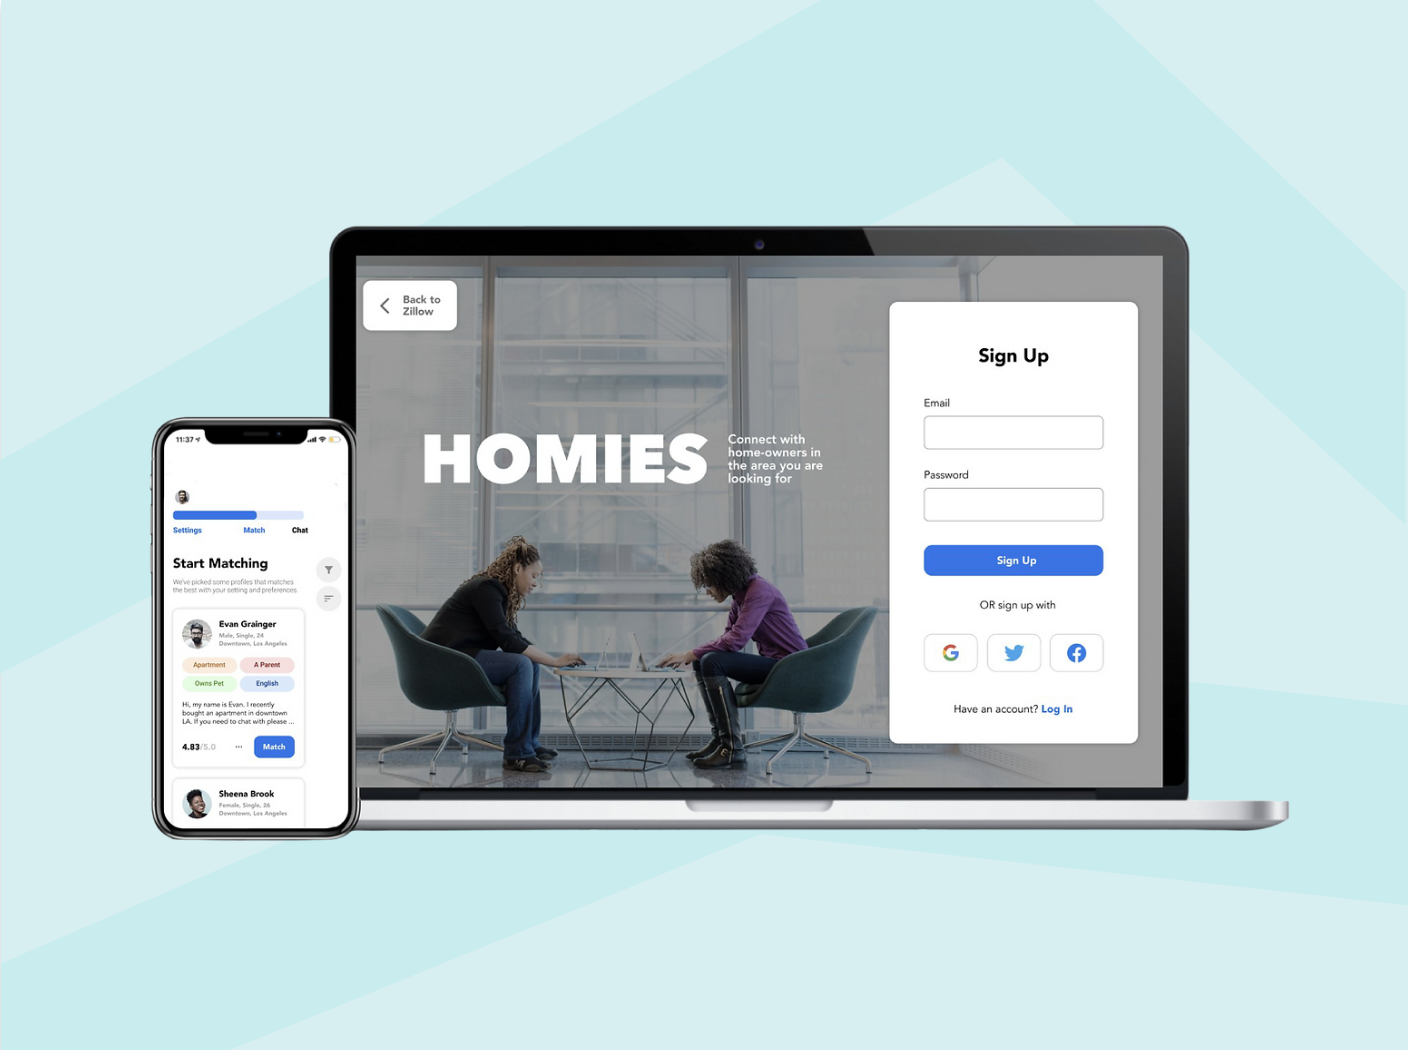 Back to
Zillow
HOMIES
Connect with
home-owners in
the area you are
looking for
Sign Up
Email
Password
Sign Up
OR sign up with
Have an account? Log In
11:37
Settings Match Chat
Start Matching
We've picked some profiles that matches
the best with your setting and preferences.
Evan Grainger
Male, Single, 24
Downtown, Los Angeles
Apartment A Parent
Owns Pet English
Hi, my name is Evan. I recently
bought an apartment in downtown
LA. If you need to chat with please ...
4.83/5.0 ... Match
Sheena Brook
Female, Single, 26
Downtown, Los Angeles